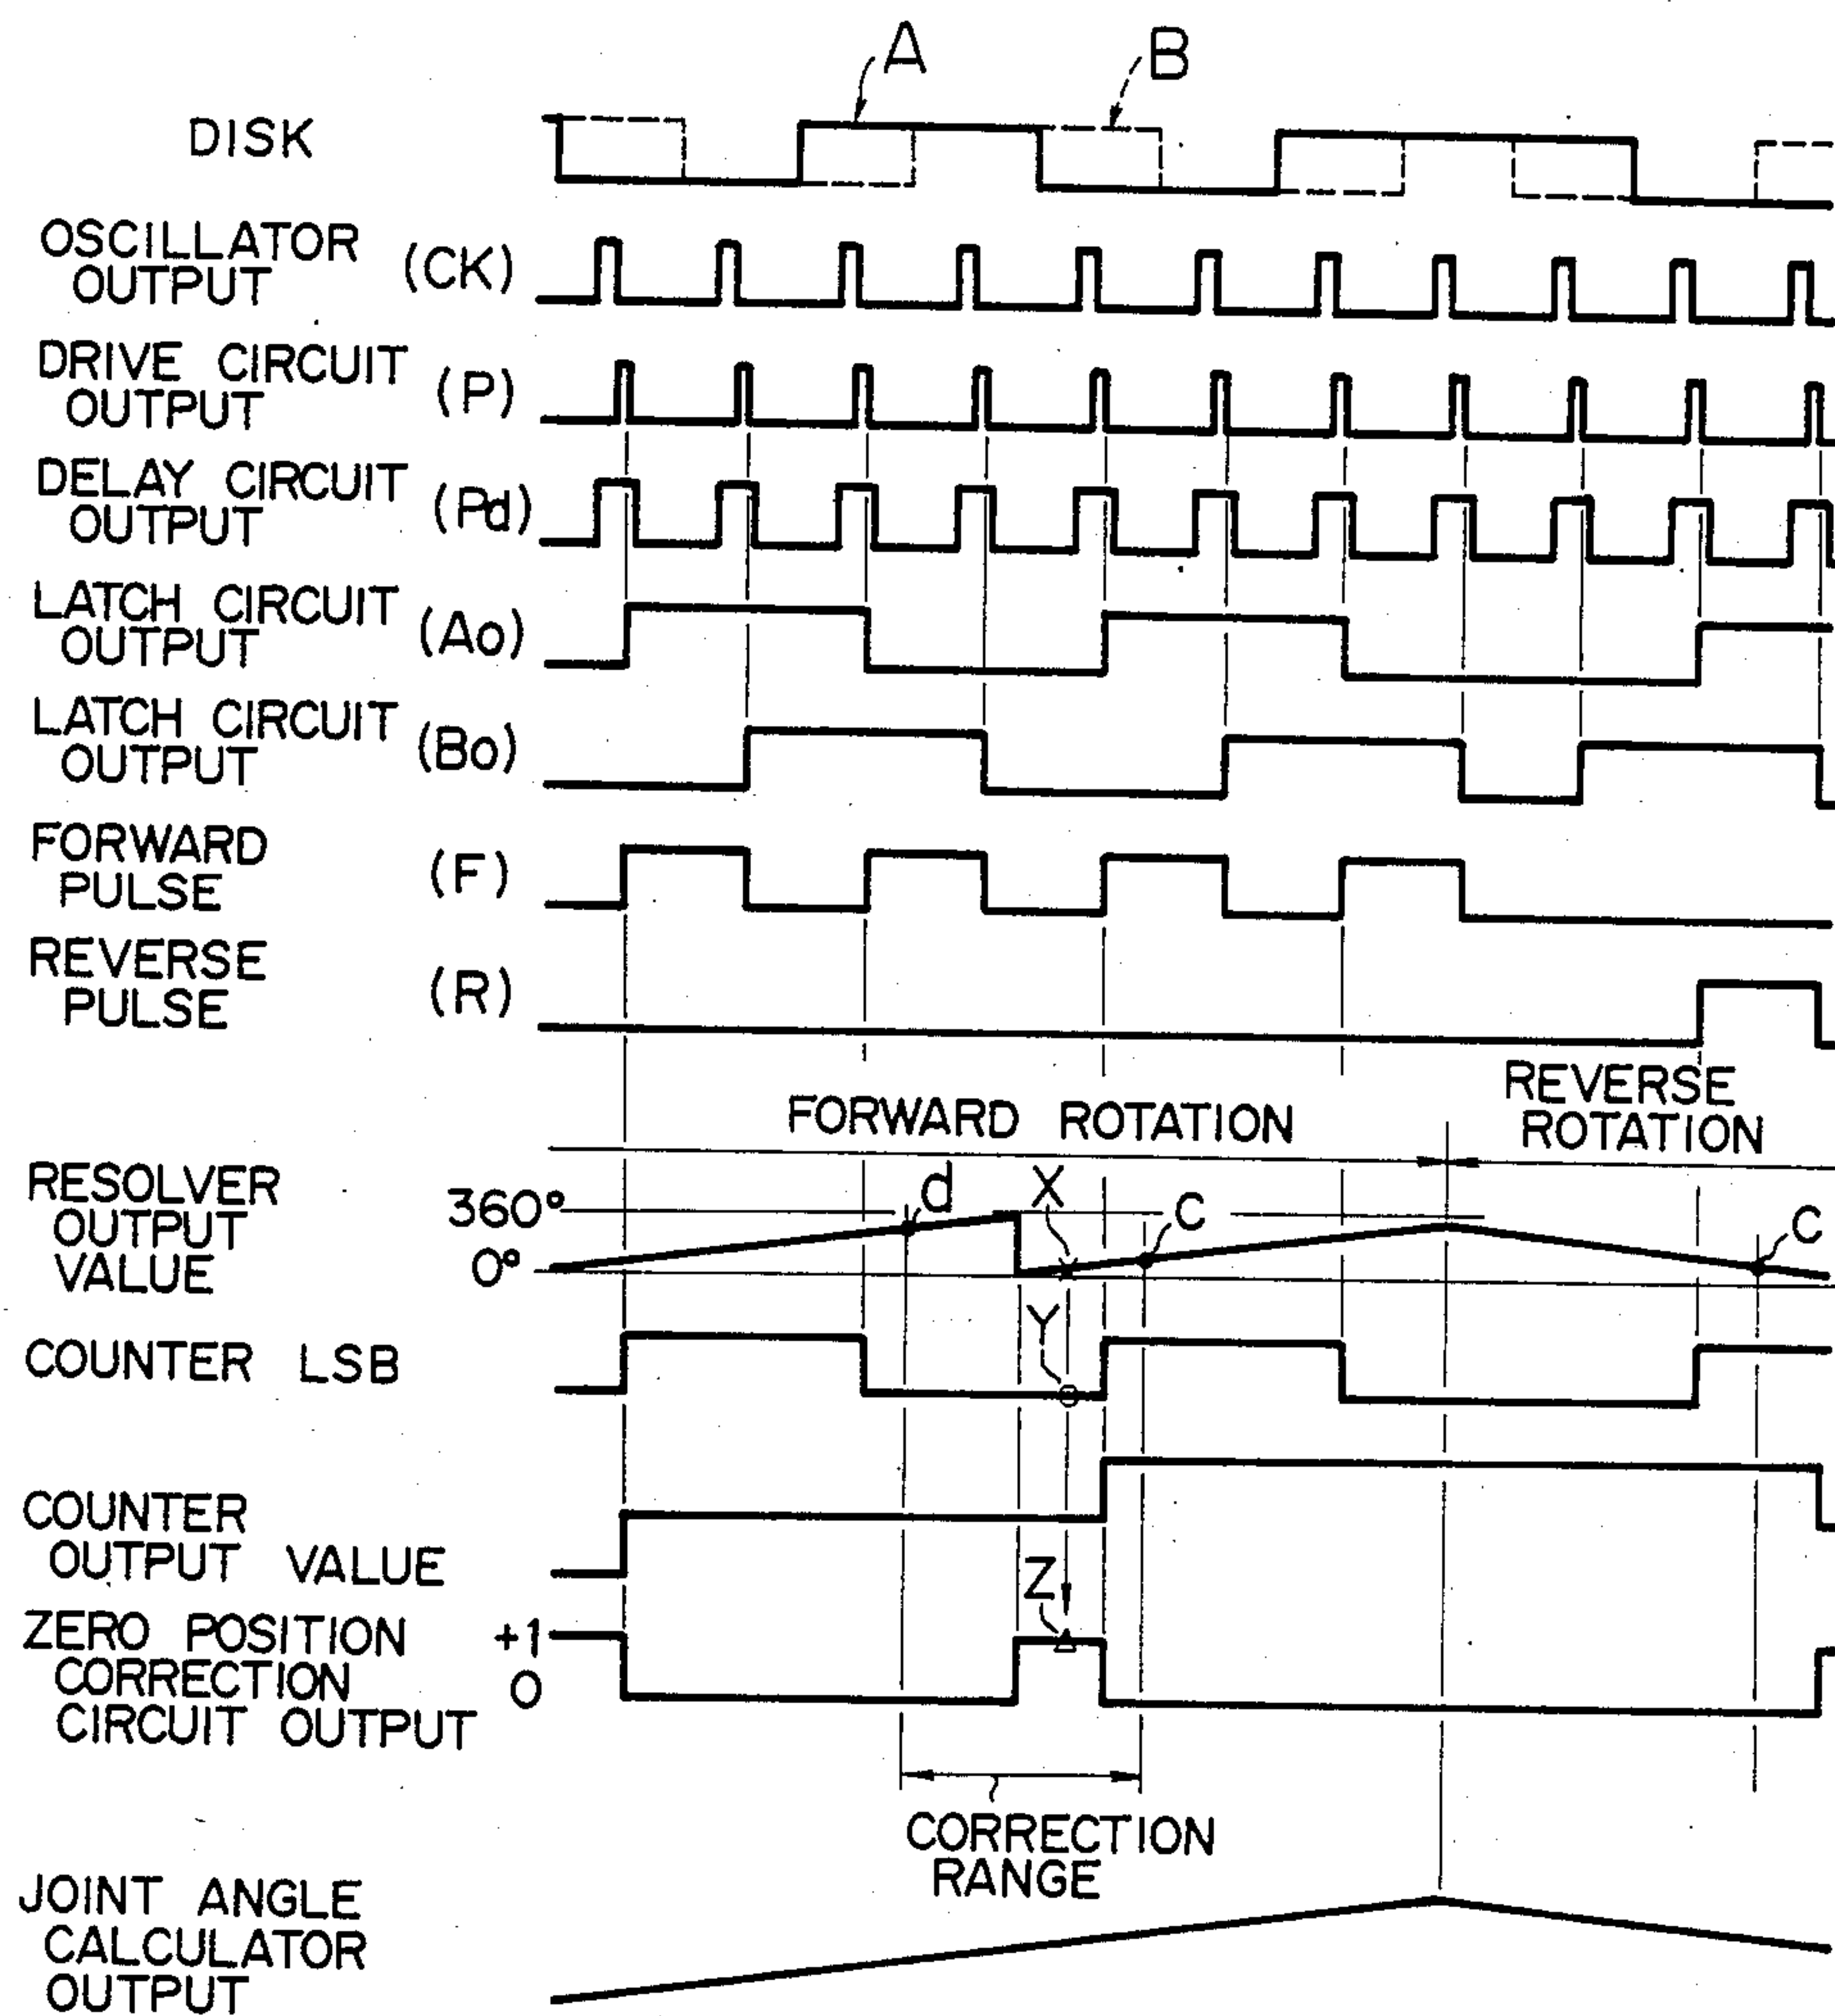 A
B
DISK
OSCILLATOR
OUTPUT
(CK)
DRIVE CIRCUIT
OUTPUT
(P)
DELAY CIRCUIT
OUTPUT
(Pd)
LATCH CIRCUIT
OUTPUT
(Ao)
LATCH CIRCUIT
OUTPUT
(Bo)
FORWARD
PULSE
(F)
REVERSE
PULSE
(R)
FORWARD ROTATION
REVERSE
ROTATION
RESOLVER
OUTPUT
VALUE
360°
0°
d
X
C
C
Y
COUNTER LSB
COUNTER
OUTPUT VALUE
Z
ZERO POSITION
CORRECTION
CIRCUIT OUTPUT
+1
0
CORRECTION
RANGE
JOINT ANGLE
CALCULATOR
OUTPUT